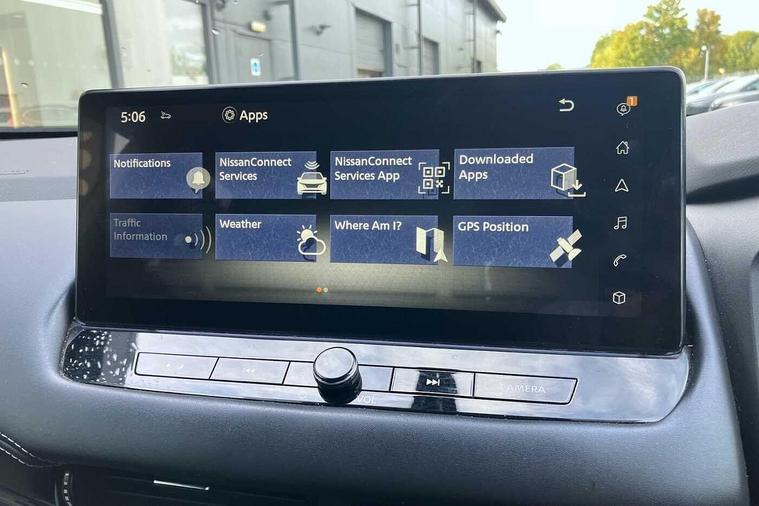 5:06
Apps
1
Notifications
NissanConnect
Services
NissanConnect
Services App
Downloaded
Apps
Traffic
Information
Weather
Where Am I?
GPS Position
VOL
CAMERA